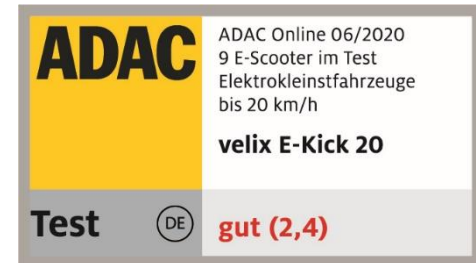 ADAC
ADAC Online 06/2020
9 E-Scooter im Test
Elektrokleinstfahrzeuge
bis 20 km/h
velix E-Kick 20
Test
DE
gut (2,4)